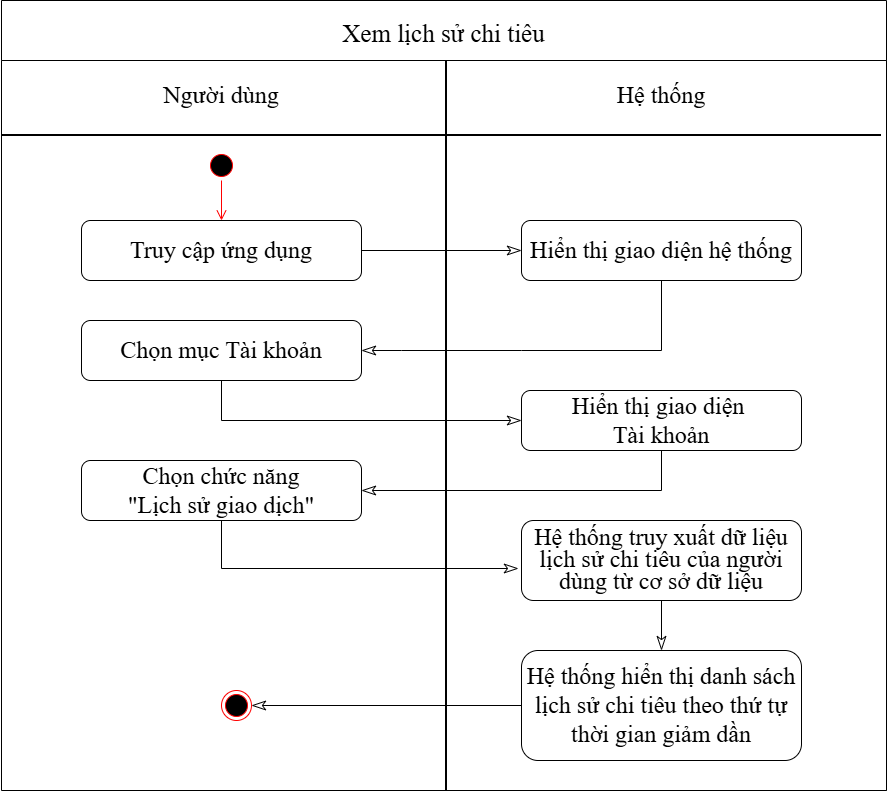 Xem lịch sử chi tiêu
Người dùng
Hệ thống
Truy cập ứng dụng
Hiển thị giao diện hệ thống
Chọn mục Tài khoản
Hiển thị giao diện
Tài khoản
Chọn chức năng
"Lịch sử giao dịch"
Hệ thống truy xuất dữ liệu
lịch sử chi tiêu của người
dùng từ cơ sở dữ liệu
Hệ thống hiển thị danh sách
lịch sử chi tiêu theo thứ tự
thời gian giảm dần